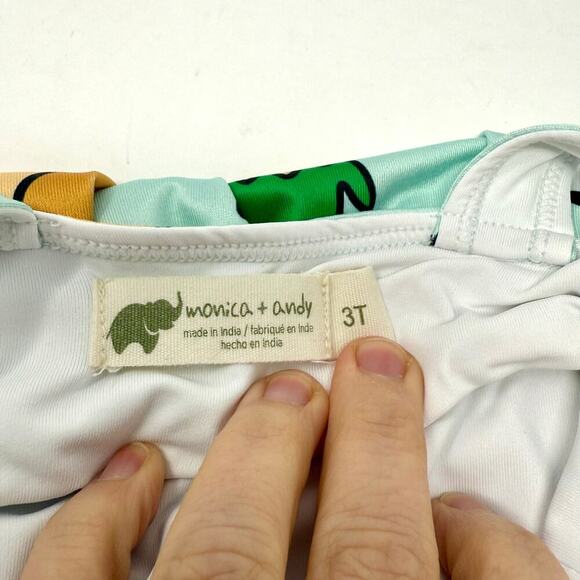 monica + andy
made in India / fabriqué en Inde
hecho en India
3T